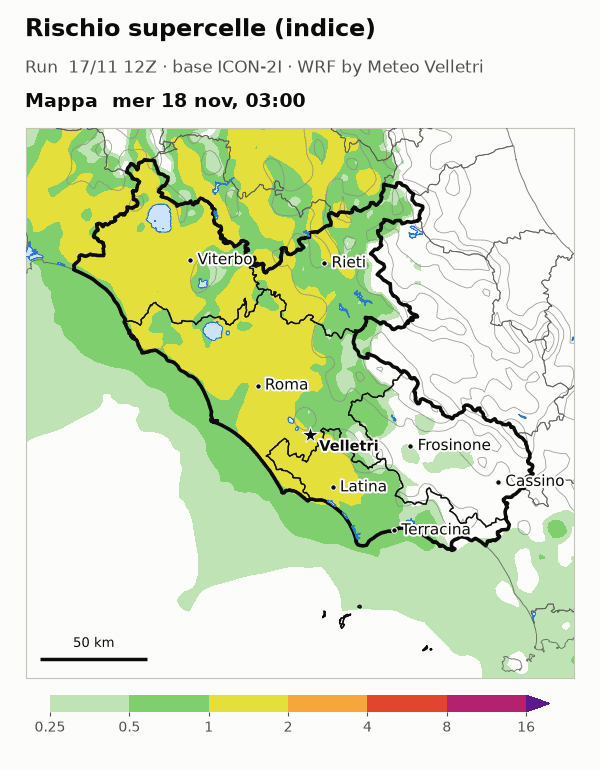 Rischio supercelle (indice)
Run  17/11 12Z · base ICON-2I · WRF by Meteo Velletri
Mappa  mer 18 nov, 03:00
Viterbo
Rieti
Roma
Velletri
Frosinone
Cassino
Latina
Terracina
50 km
0.25 0.5 1 2 4 8 16